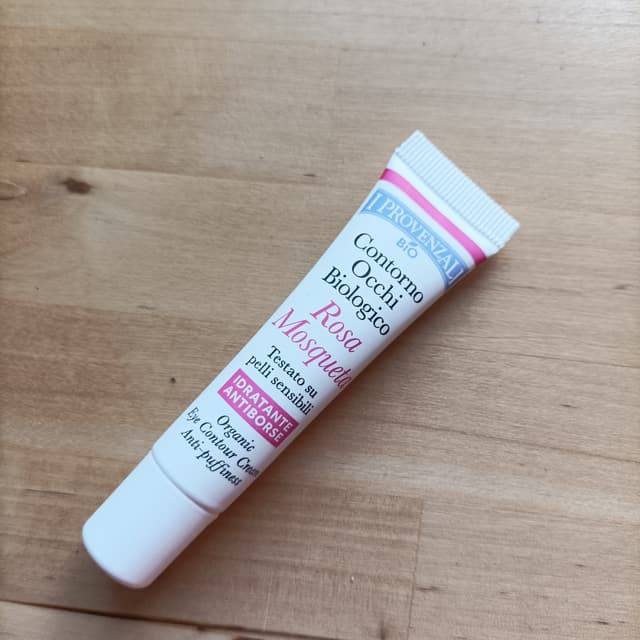 I PROVENZALI
BIO
Contorno
Occhi
Biologico
Rosa
Mosqueta
Testato su
pelli sensibili
IDRATANTE
ANTIBORSE
Organic
Eye Contour Cream
Anti-puffiness